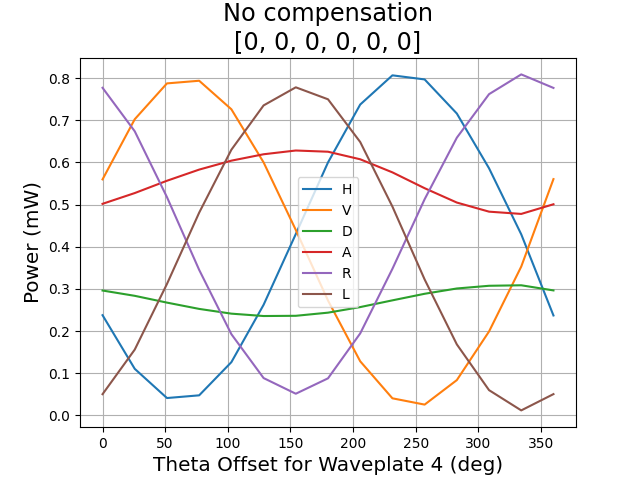 No compensation
[0, 0, 0, 0, 0, 0]
0.8
0.7
0.6
0.5
0.4
0.3
0.2
0.1
0.0
Power (mW)
H
V
D
A
R
L
0 50 100 150 200 250 300 350
Theta Offset for Waveplate 4 (deg)